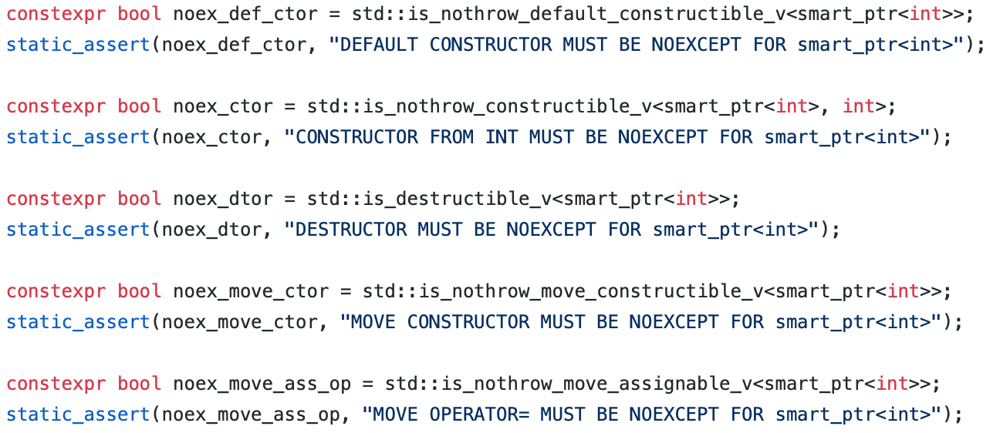 constexpr bool noex_def_ctor = std::is_nothrow_default_constructible_v<smart_ptr<int>>;
static_assert(noex_def_ctor, "DEFAULT CONSTRUCTOR MUST BE NOEXCEPT FOR smart_ptr<int>");
constexpr bool noex_ctor = std::is_nothrow_constructible_v<smart_ptr<int>, int>;
static_assert(noex_ctor, "CONSTRUCTOR FROM INT MUST BE NOEXCEPT FOR smart_ptr<int>");
constexpr bool noex_dtor = std::is_destructible_v<smart_ptr<int>>;
static_assert(noex_dtor, "DESTRUCTOR MUST BE NOEXCEPT FOR smart_ptr<int>");
constexpr bool noex_move_ctor = std::is_nothrow_move_constructible_v<smart_ptr<int>>;
static_assert(noex_move_ctor, "MOVE CONSTRUCTOR MUST BE NOEXCEPT FOR smart_ptr<int>");
constexpr bool noex_move_ass_op = std::is_nothrow_move_assignable_v<smart_ptr<int>>;
static_assert(noex_move_ass_op, "MOVE OPERATOR= MUST BE NOEXCEPT FOR smart_ptr<int>");